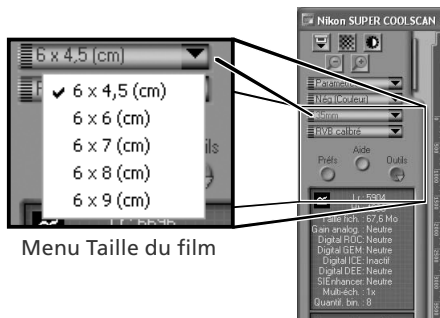 6 x 4,5 (cm)
✔ 6 x 4,5 (cm)
6 x 6 (cm)
6 x 7 (cm)
6 x 8 (cm)
6 x 9 (cm)
Menu Taille du film
Nikon SUPER COOLSCAN
Nég (Couleur)
35mm
RVB calibré
Préfs
Aide
Outils
5904
Taille fich. : 67,6 Mo
Gain analog. : Neutre
Digital ROC: Neutre
Digital GEM: Neutre
Digital ICE: Inactif
Digital DEE: Neutre
SIEnhancer: Neutre
Multi-éch. : 1x
Quantif. bin. : 8